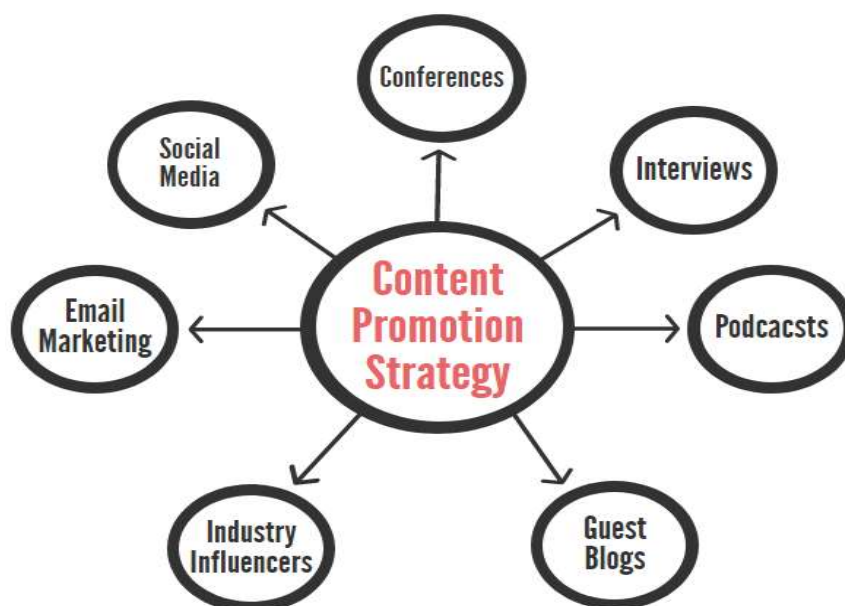 Conferences
Social
Media
Interviews
Content
Promotion
Strategy
Email
Marketing
Podcacsts
Industry
Influencers
Guest
Blogs